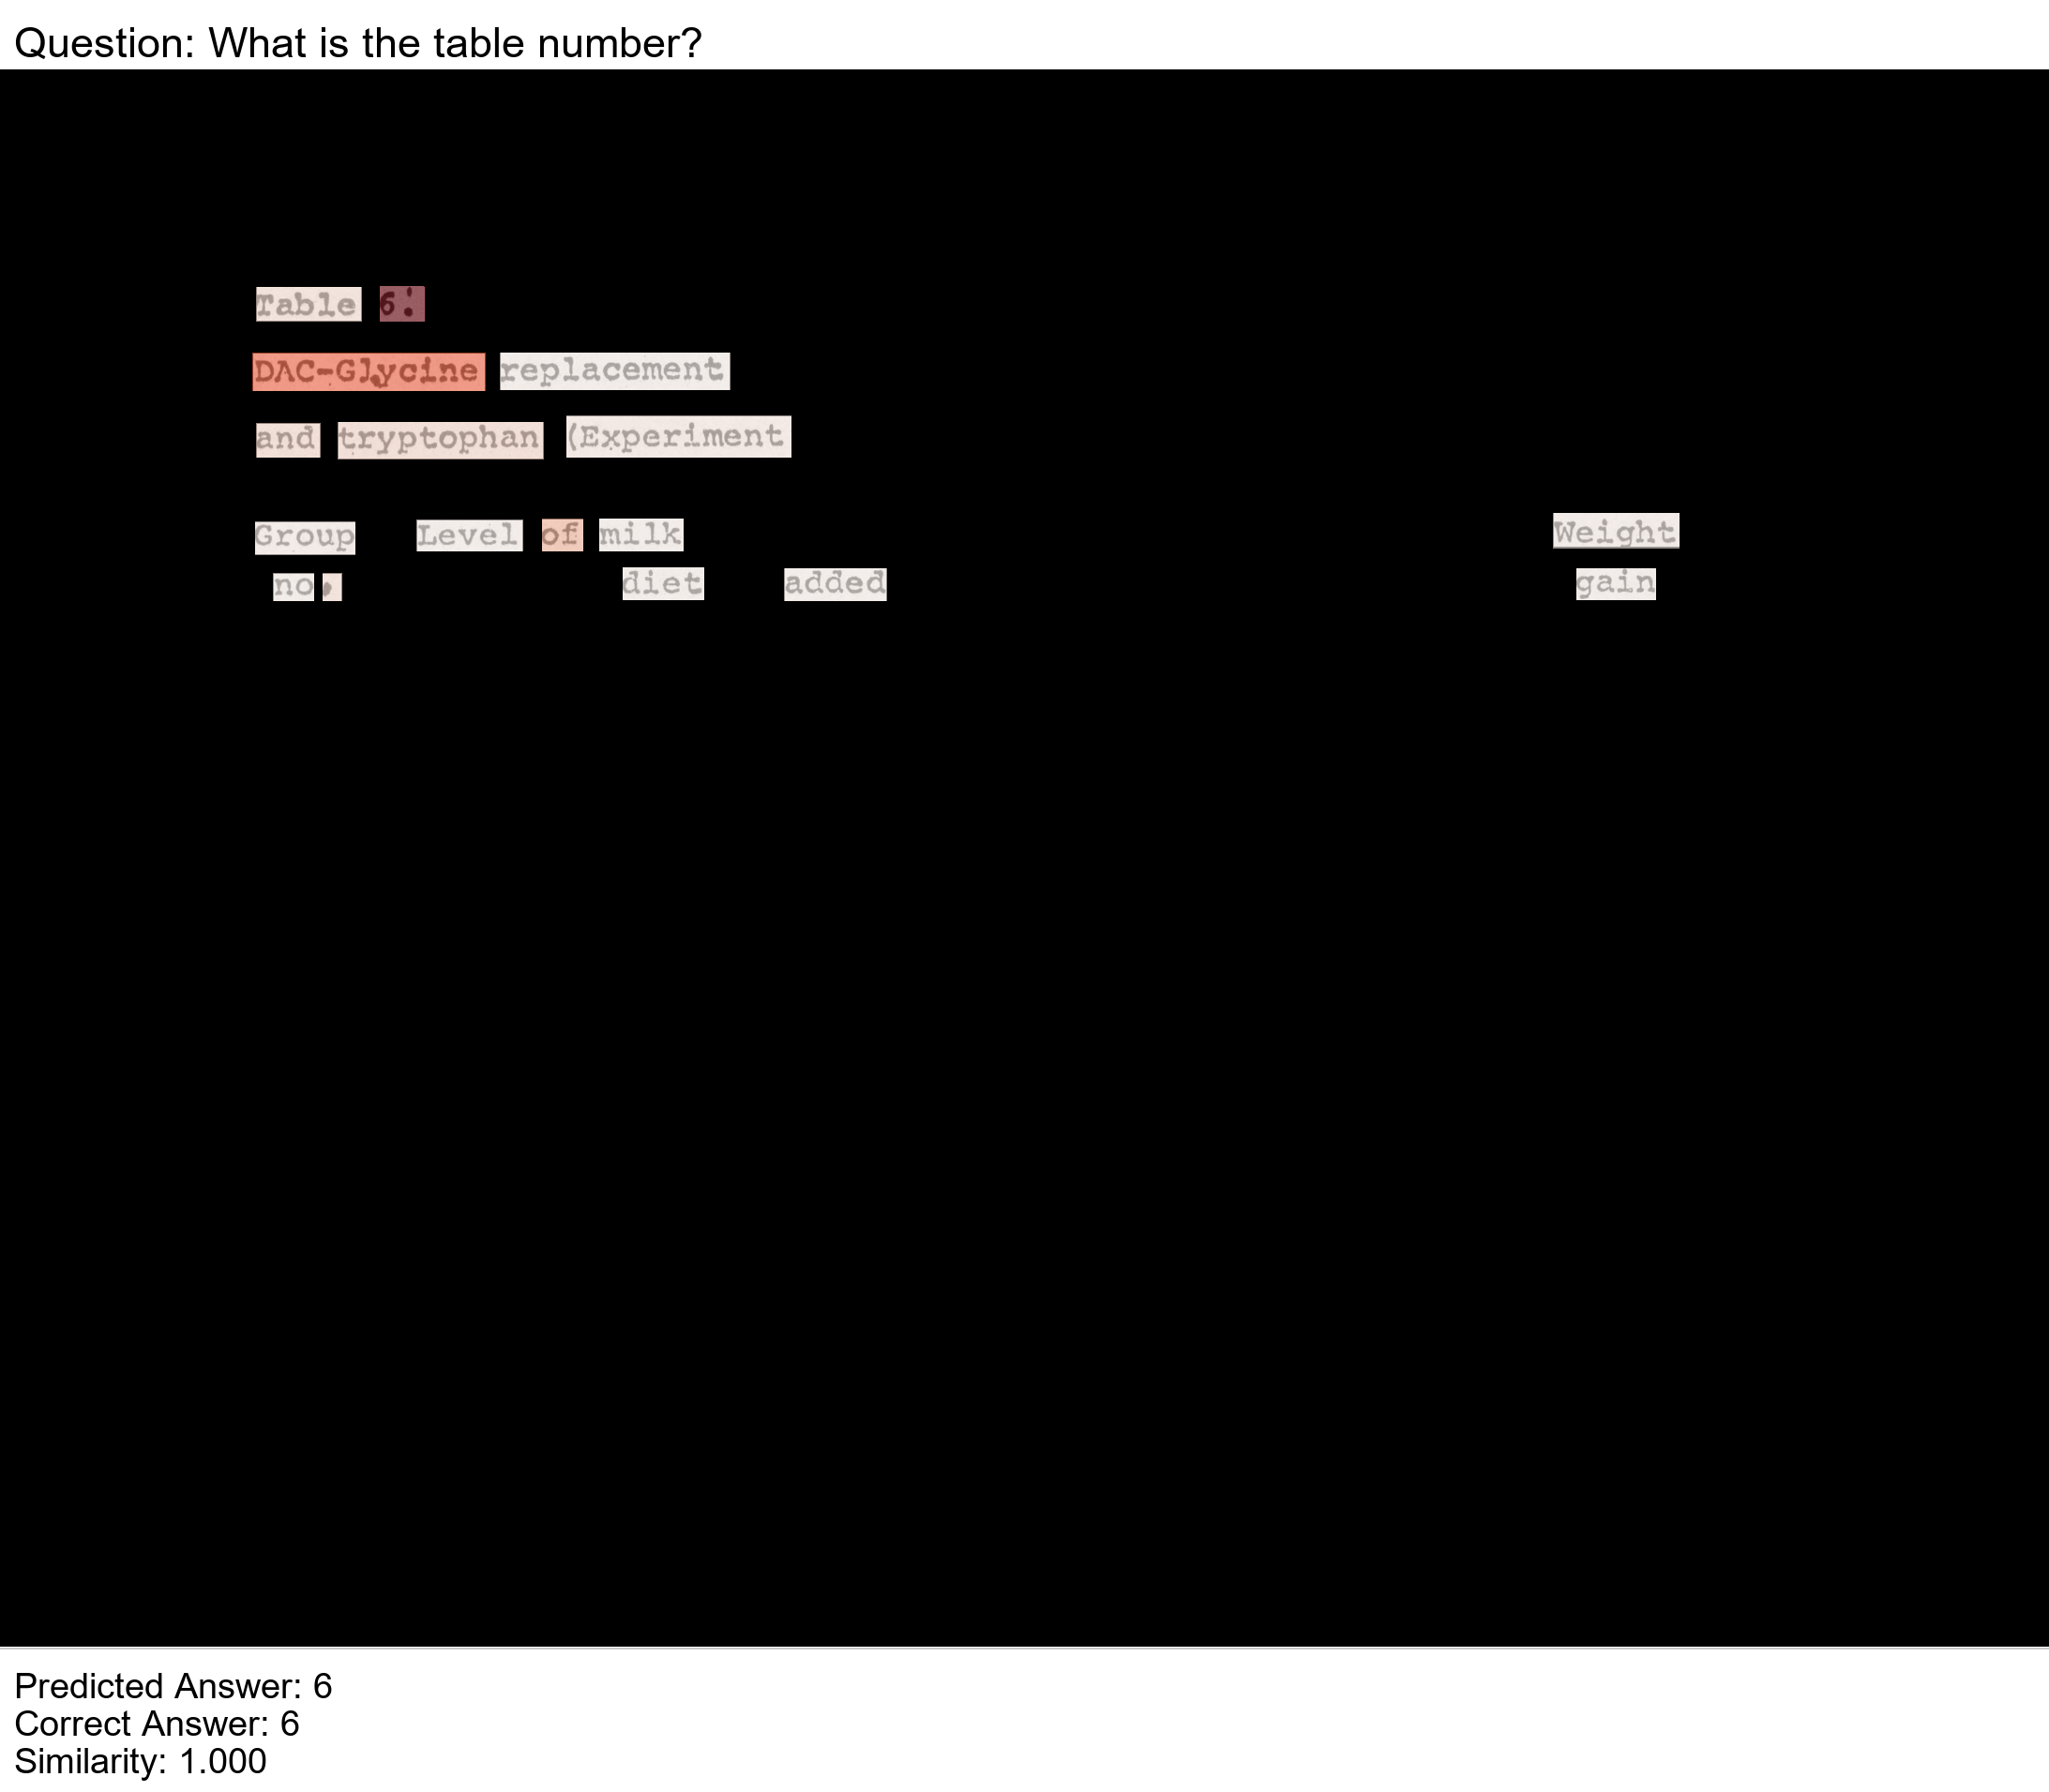 Question: What is the table number?
Table 6:
DAC-Glycine replacement
and tryptophan (Experiment
Group Level of milk Weight
no. diet added gain
Predicted Answer: 6
Correct Answer: 6
Similarity: 1.000